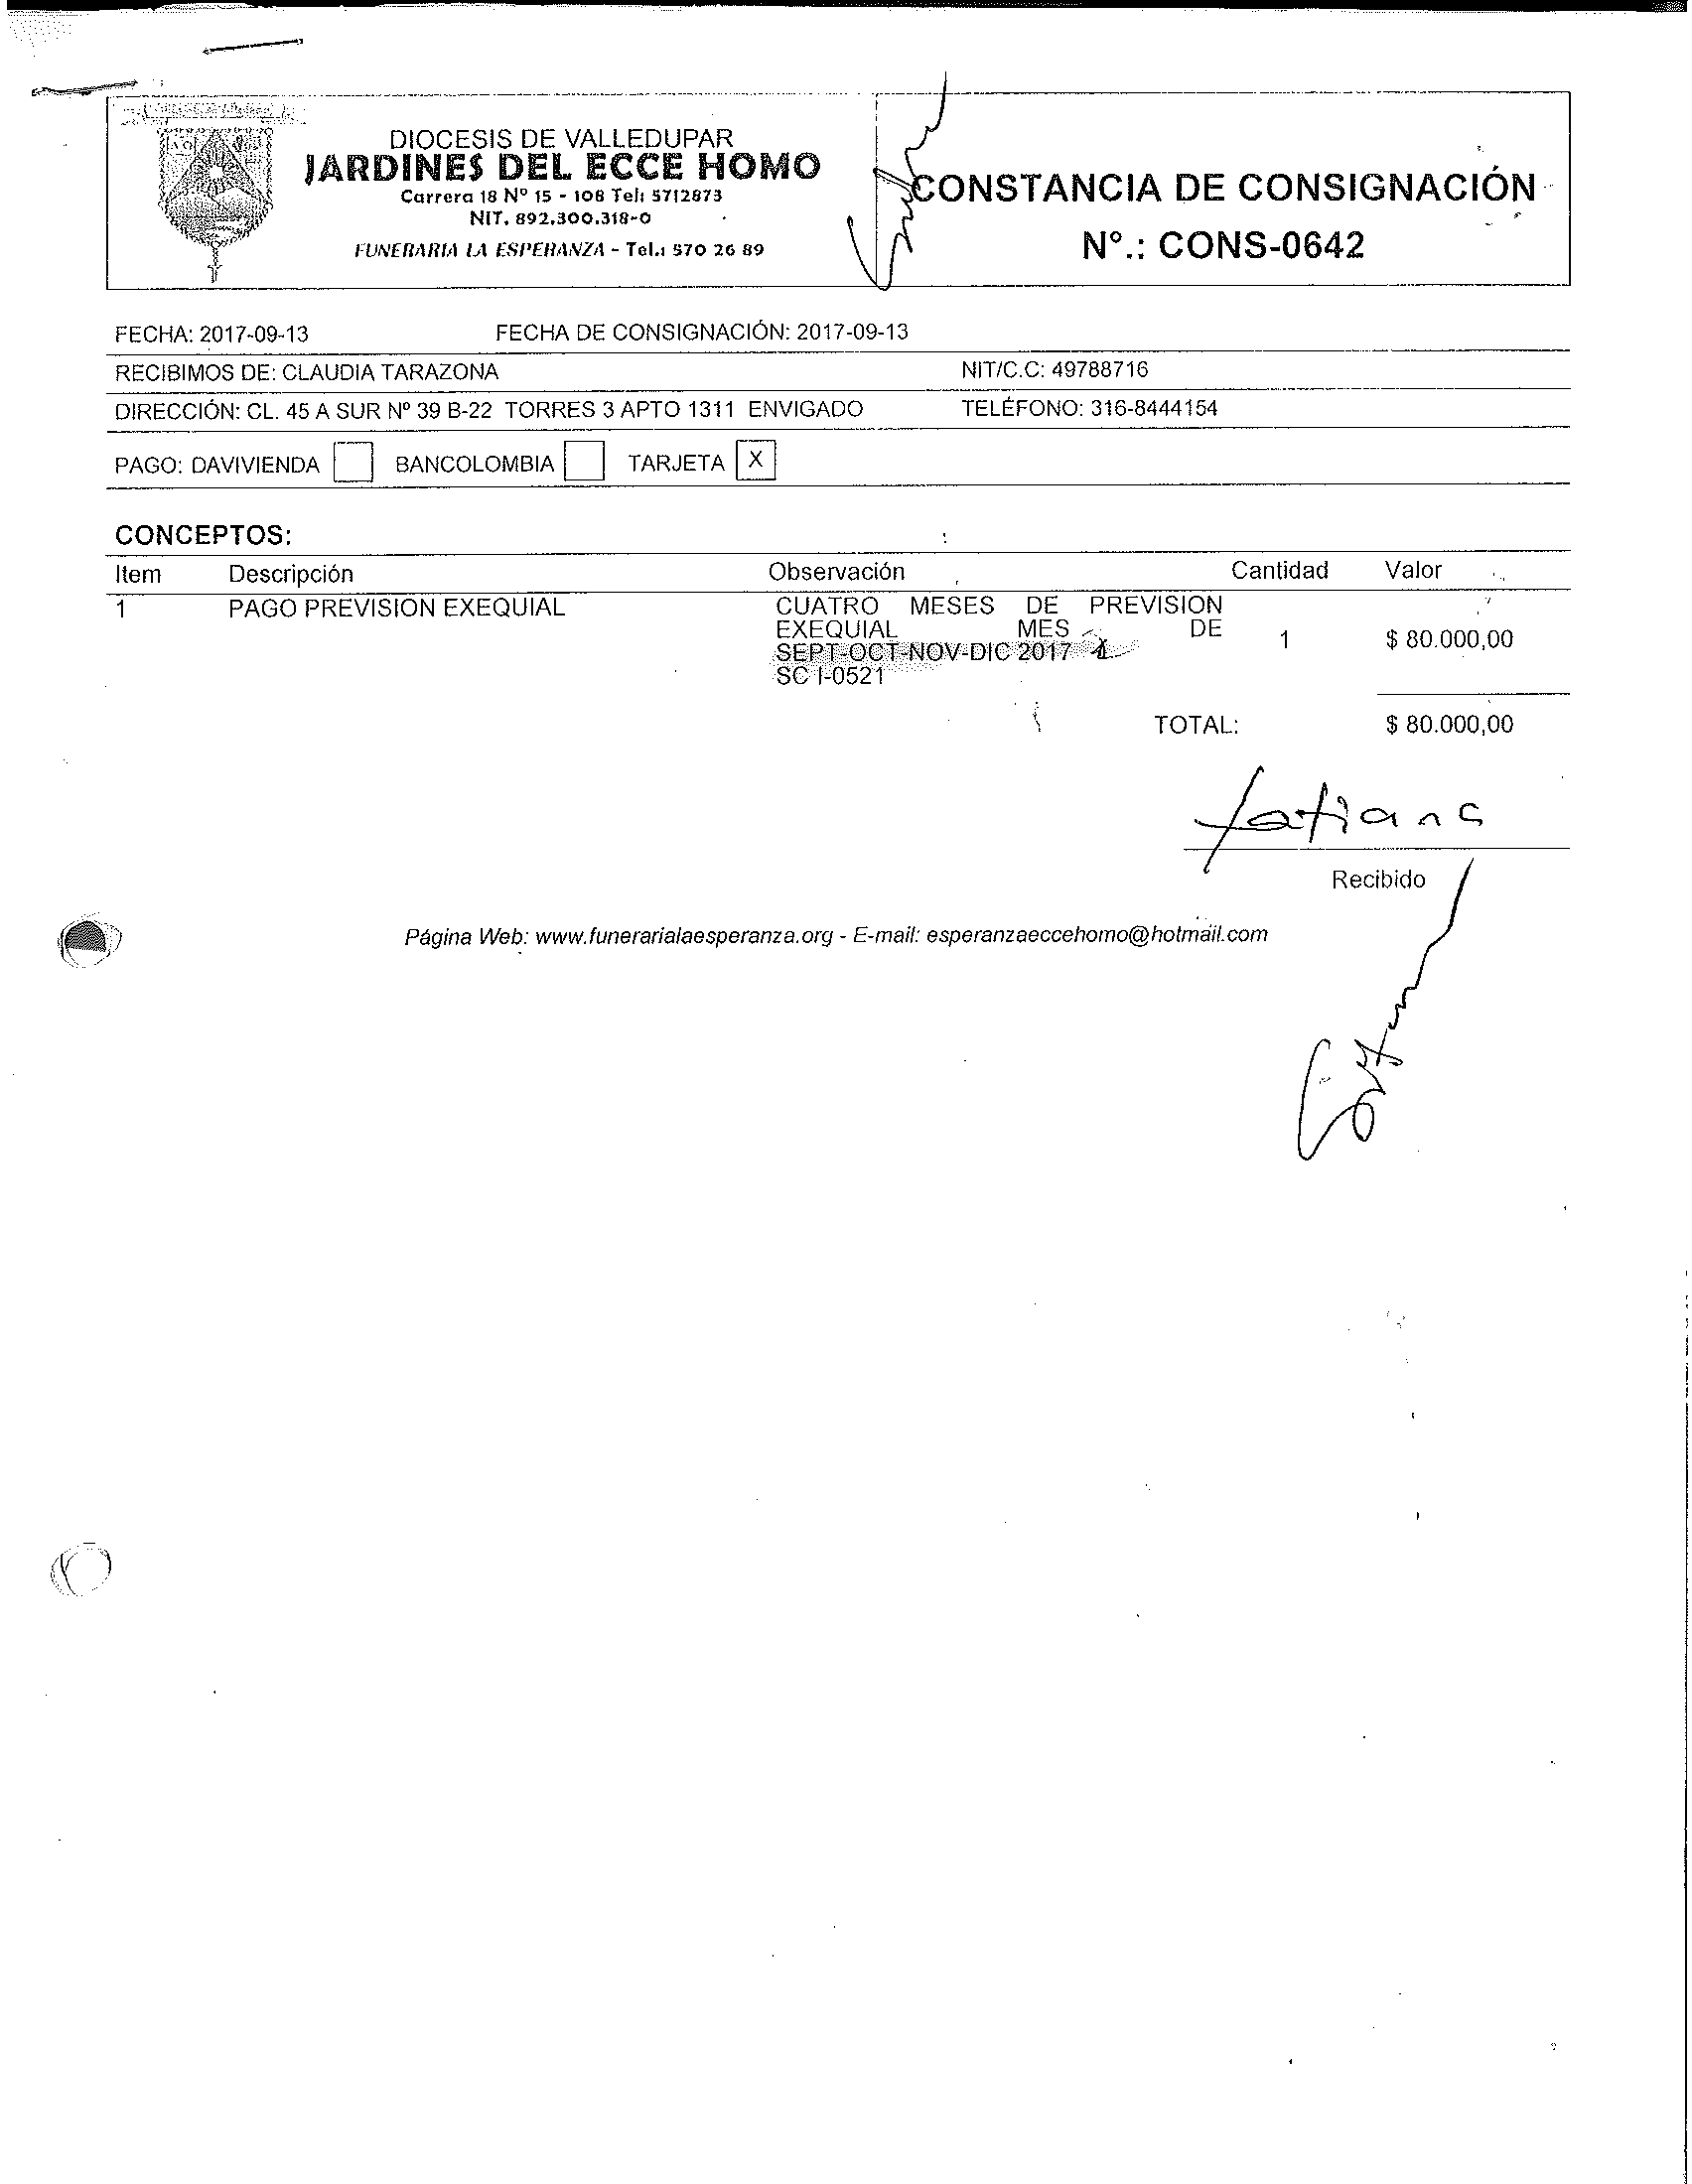 DIOCESIS DE VALLEDUPAR
JARDINES DEL ECCE HOMO
Carrera 18 Nº 15 - 108 Tel: 5712873
NIT. 892.300.318-0
FUNERARIA LA ESPERANZA - Tel.: 570 26 89
CONSTANCIA DE CONSIGNACIÓN
Nº.: CONS-0642
FECHA: 2017-09-13 FECHA DE CONSIGNACIÓN: 2017-09-13
RECIBIMOS DE: CLAUDIA TARAZONA NIT/C.C: 49788716
DIRECCIÓN: CL. 45 A SUR Nº 39 B-22 TORRES 3 APTO 1311 ENVIGADO TELÉFONO: 316-8444154
PAGO: DAVIVIENDA BANCOLOMBIA TARJETA X
CONCEPTOS:
Item Descripción Observación Cantidad Valor
1 PAGO PREVISION EXEQUIAL CUATRO MESES DE PREVISION
EXEQUIAL MES DE 1 $ 80.000,00
SEPT-OCT-NOV-DIC 2017
SC I-0521
TOTAL: $ 80.000,00
tatiana
Recibido
Página Web: www.funerarialaesperanza.org - E-mail: esperanzaeccehomo@hotmail.com